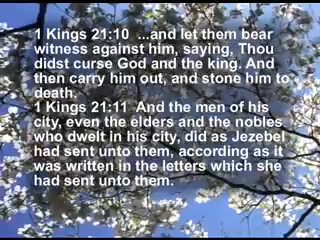 1 Kings 21:10  ...and let them bear
witness against him, saying, Thou
didst curse God and the king. And
then carry him out, and stone him to
death.
1 Kings 21:11  And the men of his
city, even the elders and the nobles
who dwelt in his city, did as Jezebel
had sent unto them, according as it
was written in the letters which she
had sent unto them.